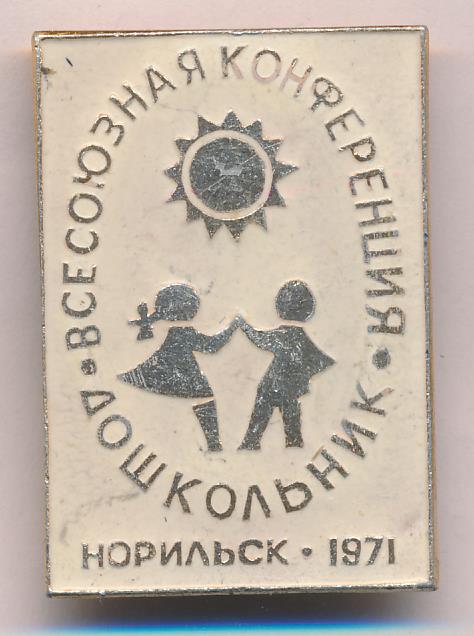 ВСЕСОЮЗНАЯ КОНФЕРЕНЦИЯ
• ДОШКОЛЬНИК •
НОРИЛЬСК • 1971